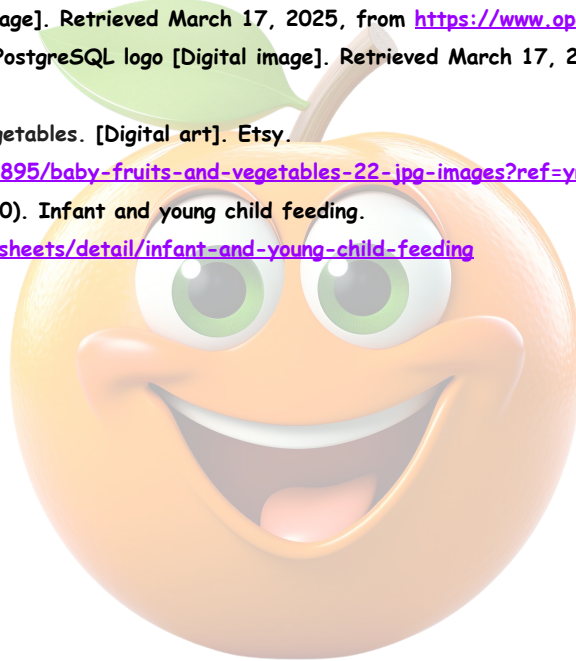 age]. Retrieved March 17, 2025, from https://www.op
PostgreSQL logo [Digital image]. Retrieved March 17, 2
getables. [Digital art]. Etsy.
895/baby-fruits-and-vegetables-22-jpg-images?ref=y
0). Infant and young child feeding.
sheets/detail/infant-and-young-child-feeding